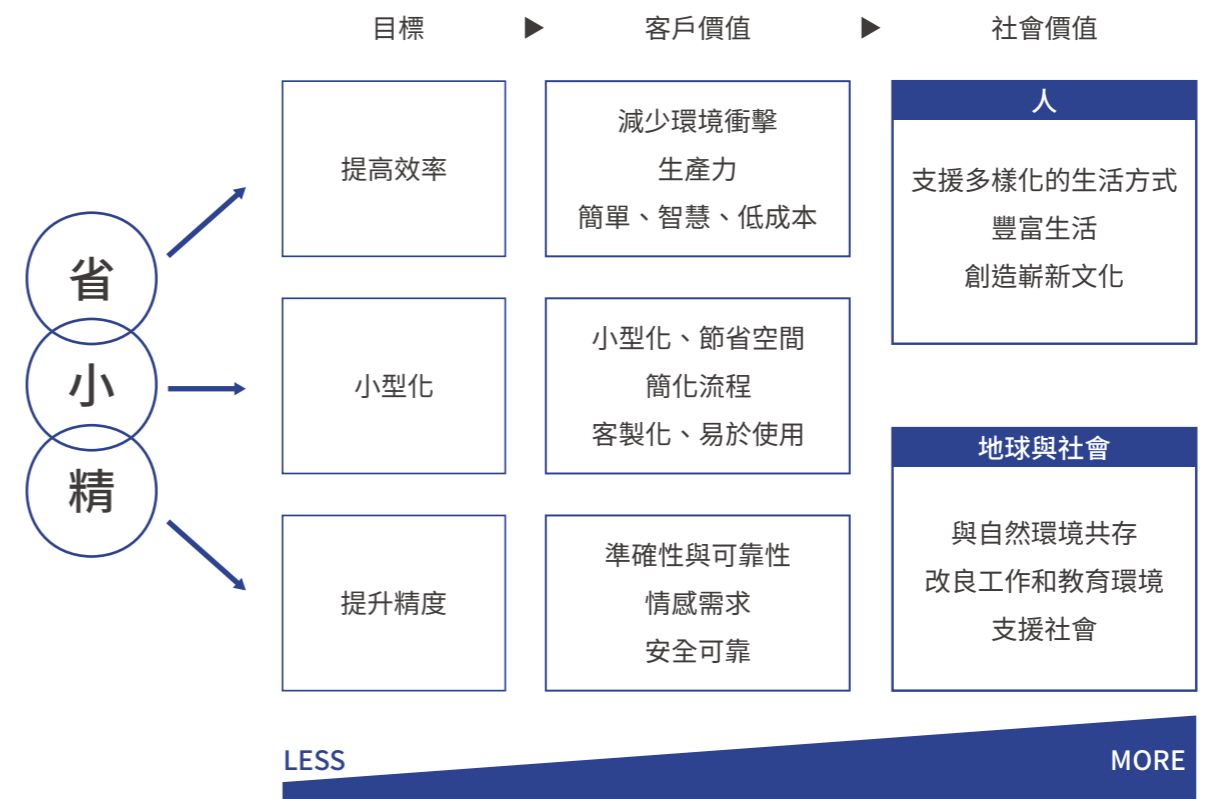 目標 ▶ 客戶價值 ▶ 社會價值
省
小
精
提高效率
減少環境衝擊
生產力
簡單、智慧、低成本
小型化
小型化、節省空間
簡化流程
客製化、易於使用
提升精度
準確性與可靠性
情感需求
安全可靠
人
支援多樣化的生活方式
豐富生活
創造嶄新文化
地球與社會
與自然環境共存
改良工作和教育環境
支援社會
LESS
MORE